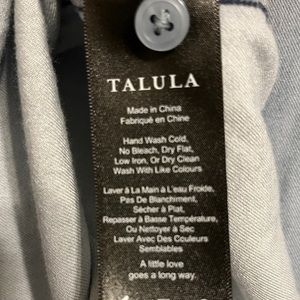 TALULA
Made in China
Fabriqué en Chine
Hand Wash Cold,
No Bleach, Dry Flat,
Low Iron, Or Dry Clean
Wash With Like Colours
Laver à La Main à L'eau Froide,
Pas De Blanchiment,
Sécher à Plat,
Repasser à Basse Température,
Ou Nettoyer à Sec
Laver Avec Des Couleurs
Semblables
A little love
goes a long way.